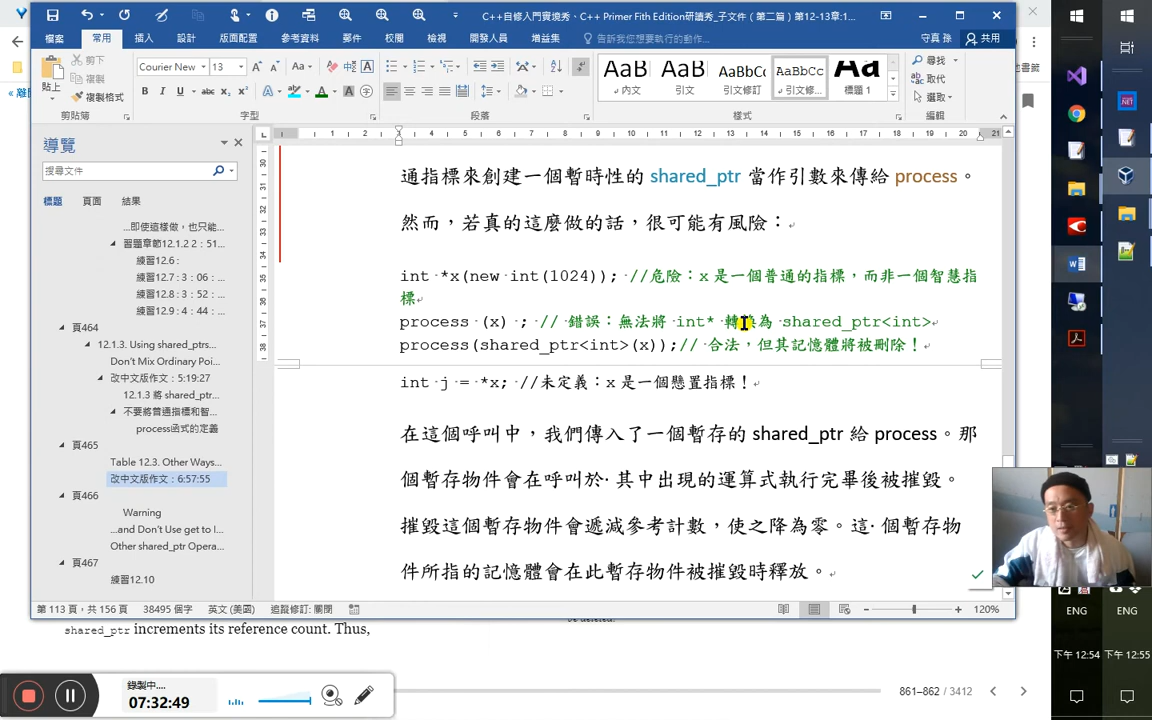 C++自修入門實境秀、C++ Primer Fith Edition研讀秀_子文件（第二篇）第12-13章:1...
檔案 常用 插入 設計 版面配置 參考資料 郵件 校閱 檢視 開發人員 增益集 告訴我您想要執行的動作... 守真 孫 共用
貼上 剪下 複製 複製格式 剪貼簿
Courier New 13 字型
段落
AaBb 內文 AaBb 引文 AaBbCc 引文修訂 AaBbCc 引文修... AaBb 標題 1 樣式
尋找 取代 選取 編輯
導覽
搜尋文件
標題 頁面 結果
...即使這樣做，也只能...
習題章節12.1.2 2：51...
練習12.6 :
練習12.7 : 3：06：...
練習12.8 : 3：52：...
練習12.9 : 4：44：...
頁464
12.1.3. Using shared_ptrs...
Don't Mix Ordinary Poi...
改中文版作文：5:19:27
12.1.3 將 shared_ptr...
不要將普通指標和智...
process函式的定義
頁465
Table 12.3. Other Ways...
改中文版作文：6:57:55
頁466
Warning
...and Don't Use get to I...
Other shared_ptr Opera...
頁467
練習12.10
通指標來創建一個暫時性的 shared_ptr 當作引數來傳給 process。
然而，若真的這麼做的話，很可能有風險：
int *x(new int(1024)); //危險：x 是一個普通的指標，而非一個智慧指
標
process (x) ; // 錯誤：無法將 int* 轉換為 shared_ptr<int>
process(shared_ptr<int>(x));// 合法，但其記憶體將被刪除！
int j = *x; //未定義：x 是一個懸置指標！
在這個呼叫中，我們傳入了一個暫存的 shared_ptr 給 process。那
個暫存物件會在呼叫於 其中出現的運算式執行完畢後被摧毀。
摧毀這個暫存物件會遞減參考計數，使之降為零。這 個暫存物
件所指的記憶體會在此暫存物件被摧毀時釋放。
第 113 頁，共 156 頁 38495 個字 英文 (美國) 追蹤修訂: 關閉 120%
shared_ptr increments its reference count. Thus,
be deleted.
錄製中....
07:32:49
861–862 / 3412
ENG ENG
下午 12:54 下午 12:55